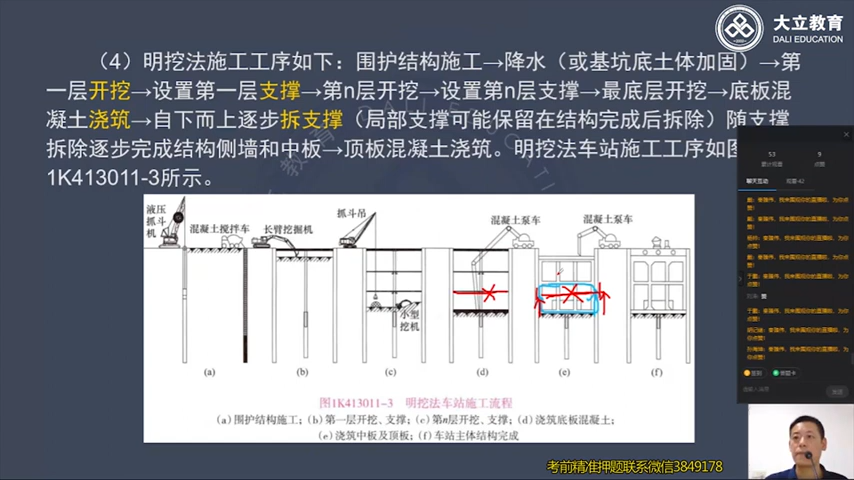 大立教育
DALI EDUCATION
（4）明挖法施工工序如下：围护结构施工→降水（或基坑底土体加固）→第
一层开挖→设置第一层支撑→第n层开挖→设置第n层支撑→最底层开挖→底板混
凝土浇筑→自下而上逐步拆支撑（局部支撑可能保留在结构完成后拆除）随支撑
拆除逐步完成结构侧墙和中板→顶板混凝土浇筑。明挖法车站施工工序如图
1K413011-3所示。
液压
抓斗
机
混凝土搅拌车
长臂挖掘机
抓斗吊
混凝土泵车
混凝土泵车
小型
挖机
(a)
(b)
(c)
(d)
(e)
(f)
图1K413011-3 明挖法车站施工流程
(a)围护结构施工；(b)第一层开挖、支撑；(c)第n层开挖、支撑；(d)浇筑底板混凝土；
(e)浇筑中板及顶板；(f)车站主体结构完成
53
9
聊天互动
考前精准押题联系微信3849178